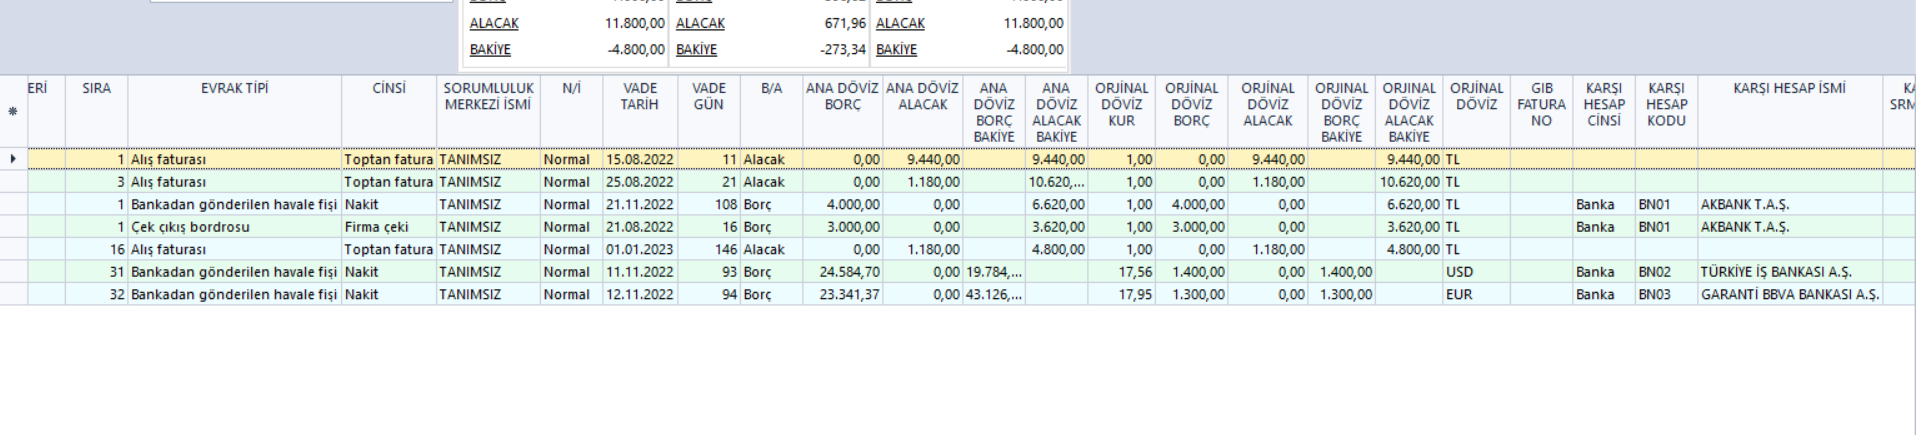 ALACAK 11.800,00 ALACAK 671,96 ALACAK 11.800,00
BAKİYE -4.800,00 BAKİYE -273,34 BAKİYE -4.800,00
ERİ SIRA EVRAK TİPİ CİNSİ SORUMLULUK MERKEZİ İSMİ N/İ VADE TARİH VADE GÜN B/A ANA DÖVİZ BORÇ ANA DÖVİZ ALACAK ANA DÖVİZ BORÇ BAKİYE ANA DÖVİZ ALACAK BAKİYE ORJİNAL DÖVİZ KUR ORJİNAL DÖVİZ BORÇ ORJİNAL DÖVİZ ALACAK ORJINAL DÖVİZ BORÇ BAKİYE ORJINAL DÖVİZ ALACAK BAKİYE ORJİNAL DÖVİZ GIB FATURA NO KARŞI HESAP CİNSİ KARŞI HESAP KODU KARŞI HESAP İSMİ KA SRM
1 Alış faturası Toptan fatura TANIMSIZ Normal 15.08.2022 11 Alacak 0,00 9.440,00 9.440,00 1,00 0,00 9.440,00 9.440,00 TL
3 Alış faturası Toptan fatura TANIMSIZ Normal 25.08.2022 21 Alacak 0,00 1.180,00 10.620,... 1,00 0,00 1.180,00 10.620,00 TL
1 Bankadan gönderilen havale fişi Nakit TANIMSIZ Normal 21.11.2022 108 Borç 4.000,00 0,00 6.620,00 1,00 4.000,00 0,00 6.620,00 TL Banka BN01 AKBANK T.A.Ş.
1 Çek çıkış bordrosu Firma çeki TANIMSIZ Normal 21.08.2022 16 Borç 3.000,00 0,00 3.620,00 1,00 3.000,00 0,00 3.620,00 TL Banka BN01 AKBANK T.A.Ş.
16 Alış faturası Toptan fatura TANIMSIZ Normal 01.01.2023 146 Alacak 0,00 1.180,00 4.800,00 1,00 0,00 1.180,00 4.800,00 TL
31 Bankadan gönderilen havale fişi Nakit TANIMSIZ Normal 11.11.2022 93 Borç 24.584,70 0,00 19.784,... 17,56 1.400,00 0,00 1.400,00 USD Banka BN02 TÜRKİYE İŞ BANKASI A.Ş.
32 Bankadan gönderilen havale fişi Nakit TANIMSIZ Normal 12.11.2022 94 Borç 23.341,37 0,00 43.126,... 17,95 1.300,00 0,00 1.300,00 EUR Banka BN03 GARANTİ BBVA BANKASI A.Ş.